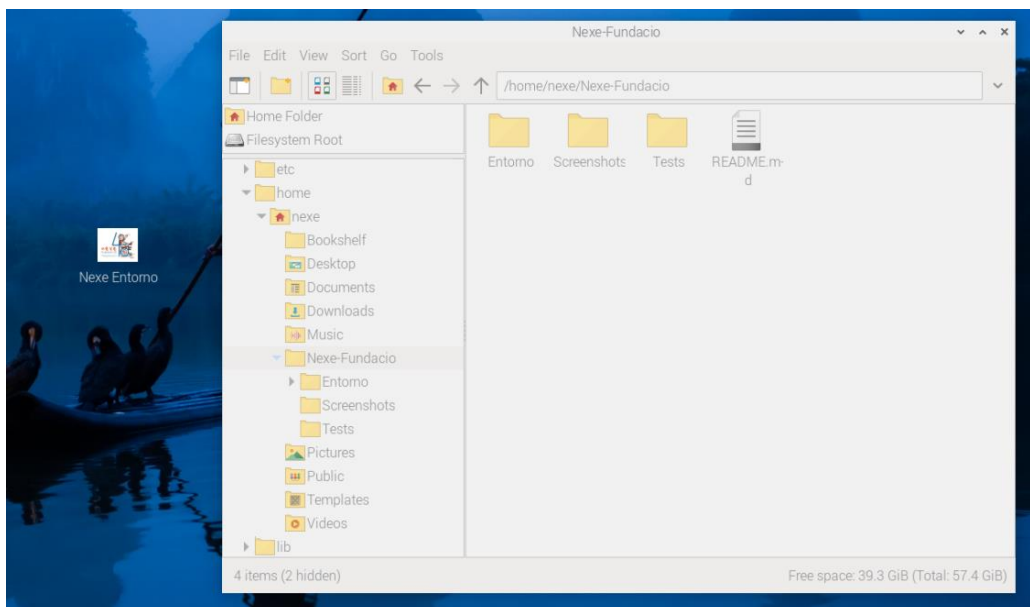 Nexe-Fundacio
File Edit View Sort Go Tools
/home/nexe/Nexe-Fundacio
Home Folder
Filesystem Root
etc
home
nexe
Bookshelf
Desktop
Documents
Downloads
Music
Nexe-Fundacio
Entorno
Screenshots
Tests
Pictures
Public
Templates
Videos
lib
Entorno Screenshots Tests README.m-
d
Nexe Entorno
4 items (2 hidden) Free space: 39.3 GiB (Total: 57.4 GiB)